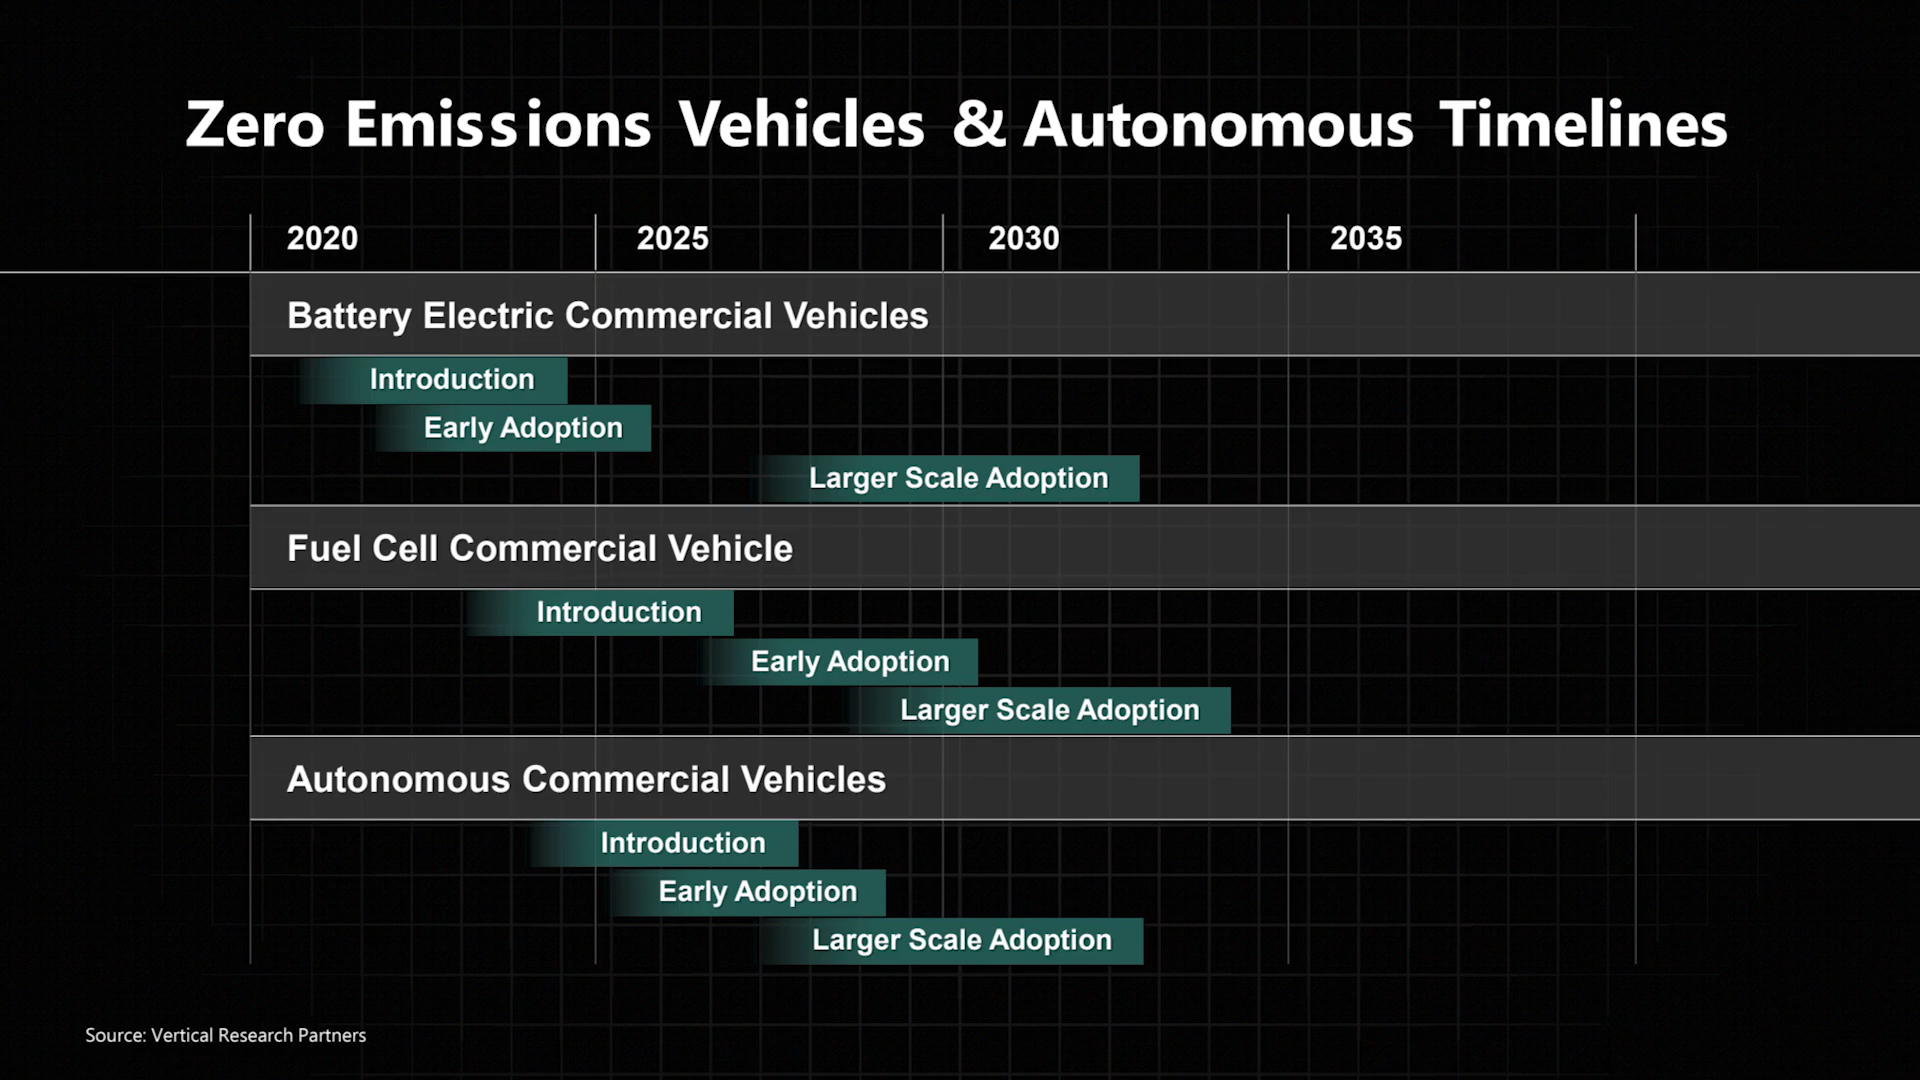 Zero Emissions Vehicles & Autonomous Timelines
2020 2025 2030 2035
Battery Electric Commercial Vehicles
Introduction
Early Adoption
Larger Scale Adoption
Fuel Cell Commercial Vehicle
Introduction
Early Adoption
Larger Scale Adoption
Autonomous Commercial Vehicles
Introduction
Early Adoption
Larger Scale Adoption
Source: Vertical Research Partners